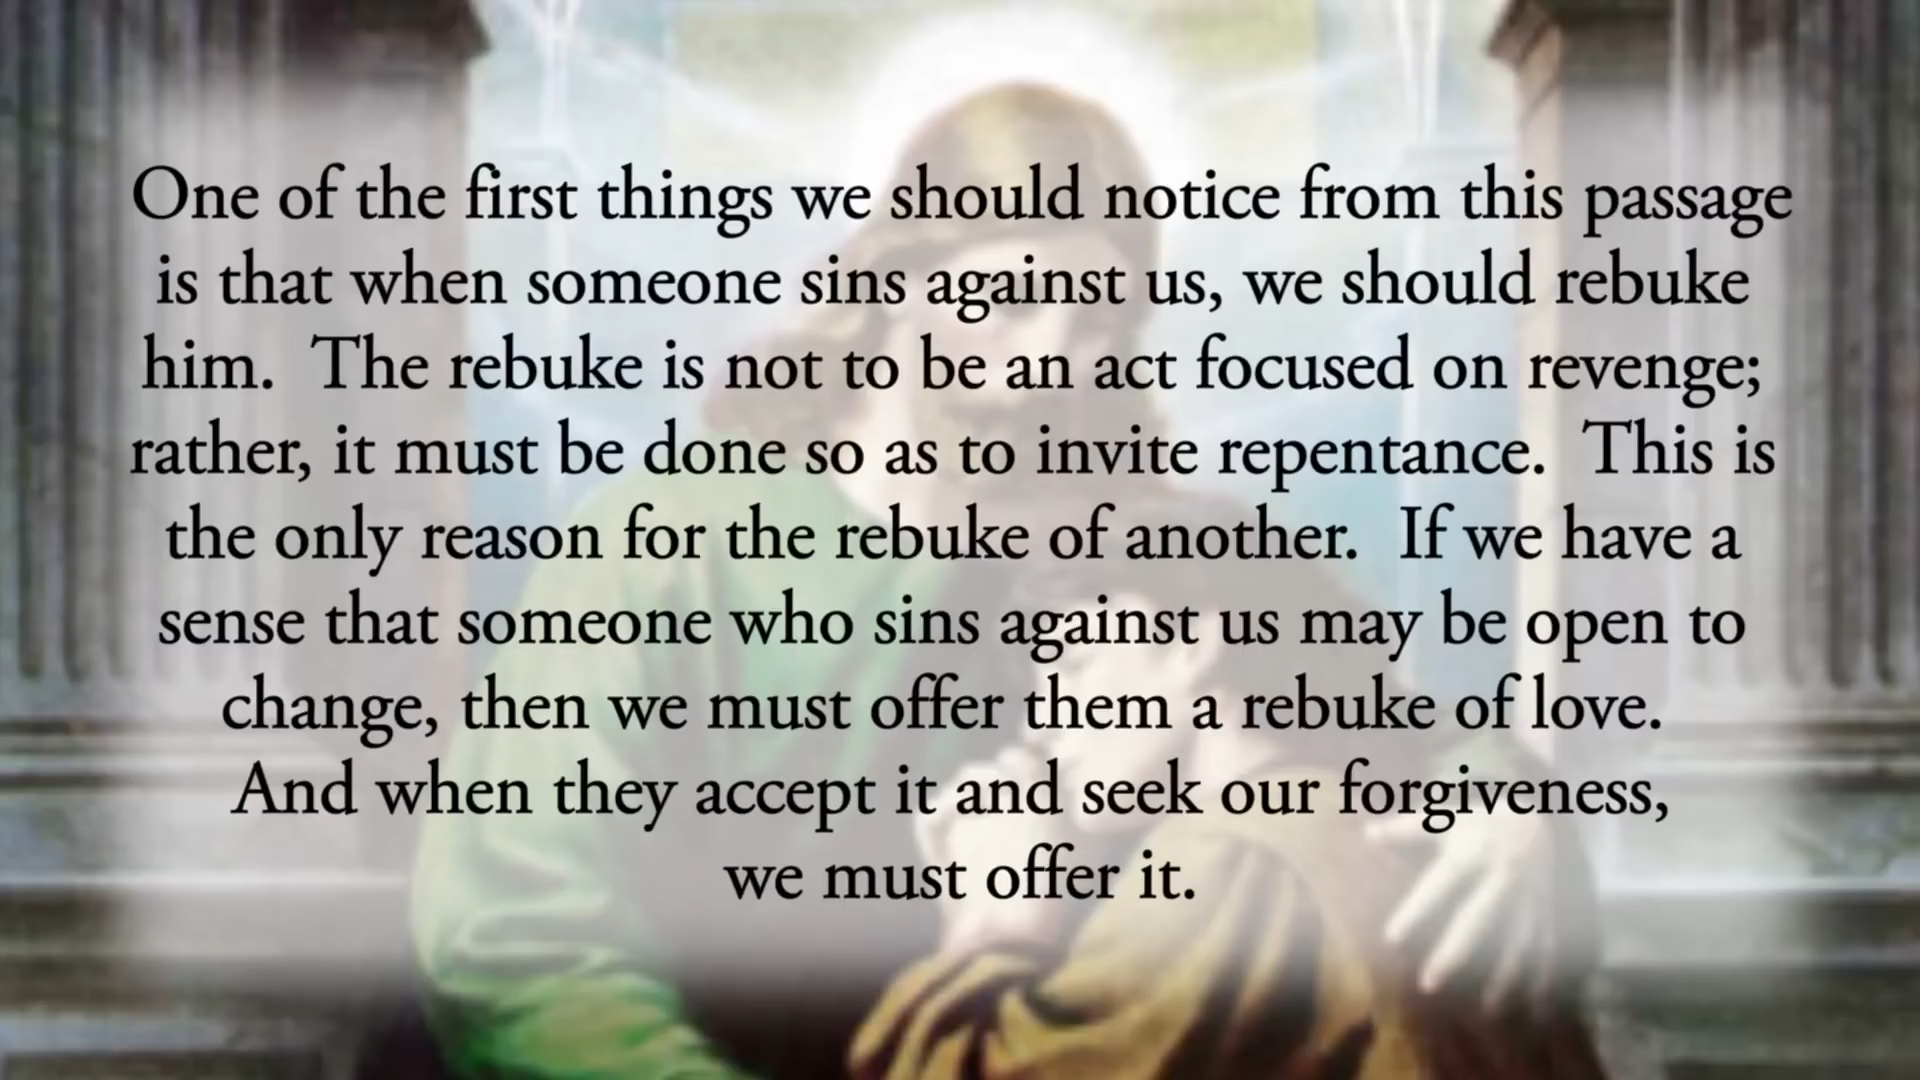 One of the first things we should notice from this passage
is that when someone sins against us, we should rebuke
him.  The rebuke is not to be an act focused on revenge;
rather, it must be done so as to invite repentance.  This is
the only reason for the rebuke of another.  If we have a
sense that someone who sins against us may be open to
change, then we must offer them a rebuke of love.
And when they accept it and seek our forgiveness,
we must offer it.